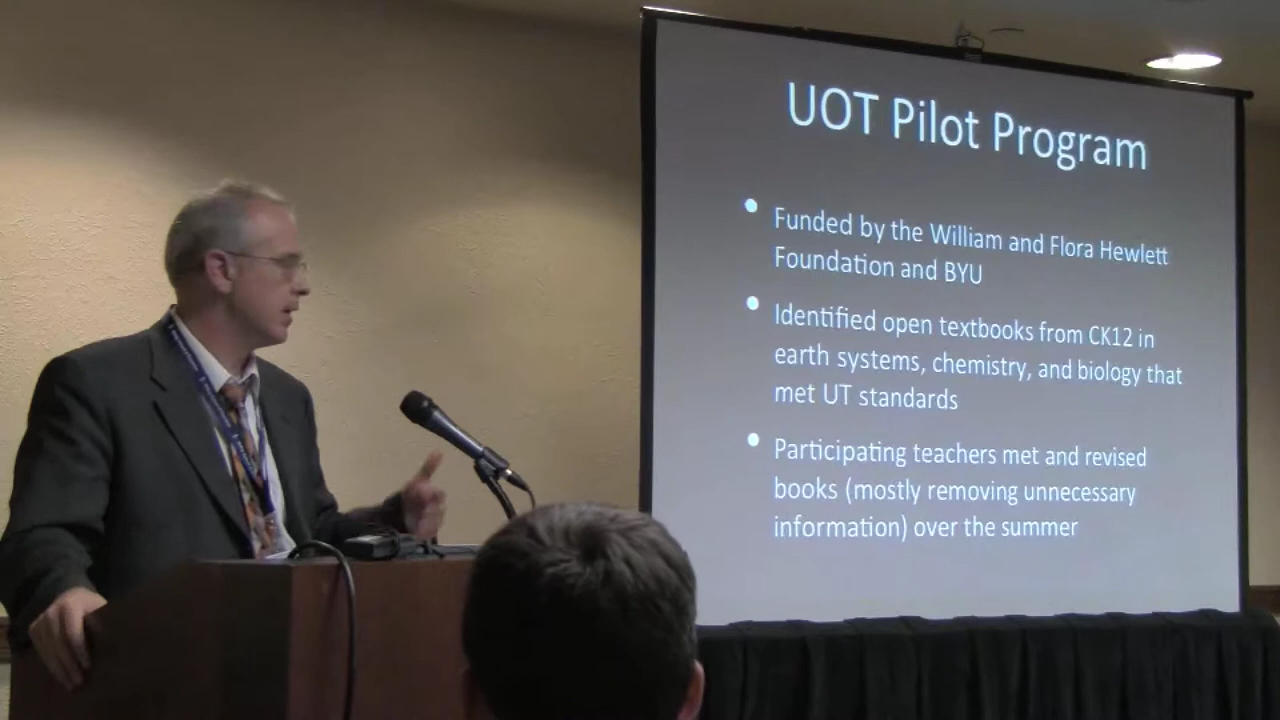 UOT Pilot Program
• Funded by the William and Flora Hewlett
Foundation and BYU
• Identified open textbooks from CK12 in
earth systems, chemistry, and biology that
met UT standards
• Participating teachers met and revised
books (mostly removing unnecessary
information) over the summer